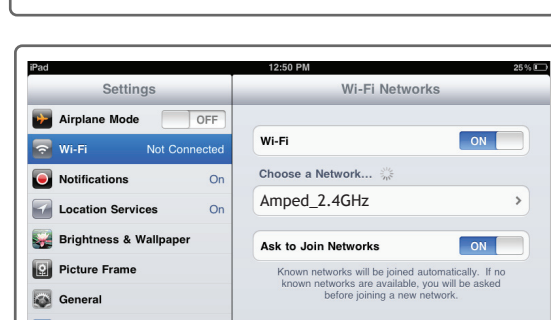 iPad 12:50 PM 25%
Settings
Wi-Fi Networks
Airplane Mode OFF
Wi-Fi Not Connected
Notifications On
Location Services On
Brightness & Wallpaper
Picture Frame
General
Wi-Fi ON
Choose a Network...
Amped_2.4GHz
Ask to Join Networks ON
Known networks will be joined automatically. If no
known networks are available, you will be asked
before joining a new network.